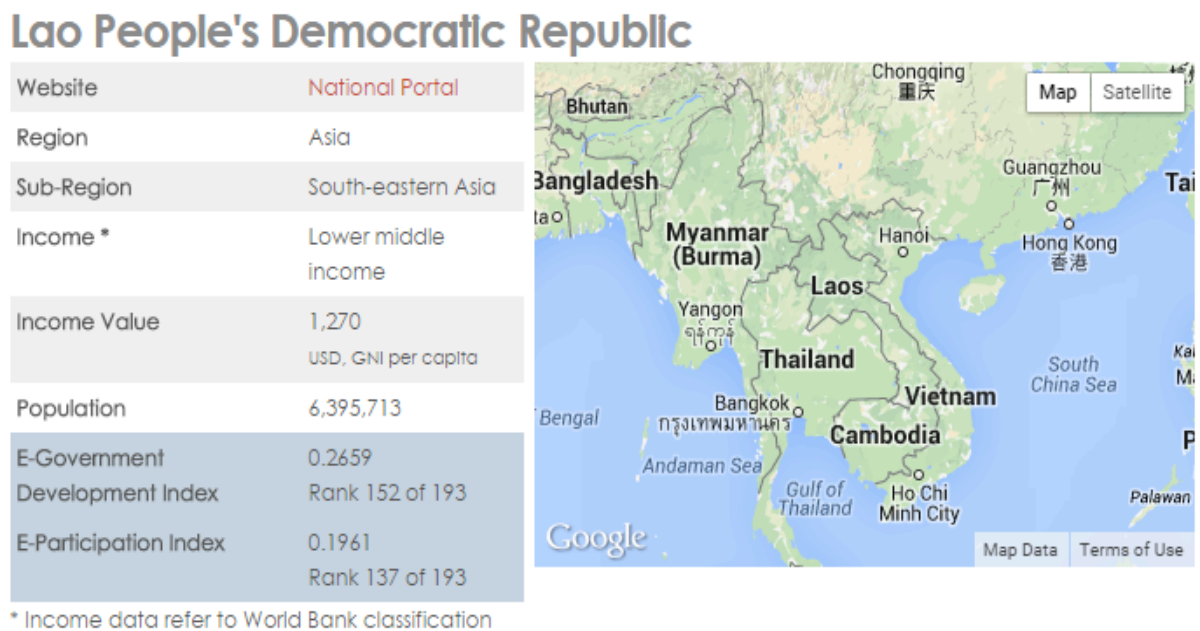 Lao People's Democratic Republic
Website National Portal
Region Asia
Sub-Region South-eastern Asia
Income * Lower middle
income
Income Value 1,270
USD, GNI per capita
Population 6,395,713
E-Government 0.2659
Development Index Rank 152 of 193
E-Participation Index 0.1961
Rank 137 of 193
* Income data refer to World Bank classification
Chongqing
重庆
Map Satellite
Bhutan
Guangzhou
广州
Bangladesh
Tai
ta
Myanmar
(Burma)
Hanoi
Hong Kong
香港
Laos
Yangon
ရန်ကုန်
Thailand
South
China Sea
Vietnam
Bangkok
กรุงเทพมหานคร
Bengal
Cambodia
Andaman Sea
Gulf of
Thailand
Ho Chi
Minh City
Palawan
Google
Map Data Terms of Use